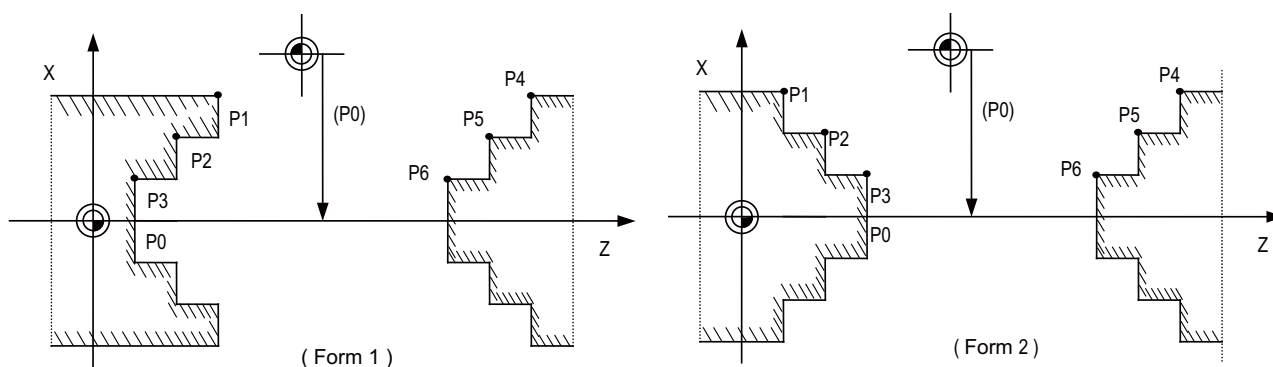 X
(P0)
P4
P1
P5
P2
P6
P3
P0
Z
( Form 1 )
X
(P0)
P4
P1
P5
P2
P6
P3
P0
Z
( Form 2 )